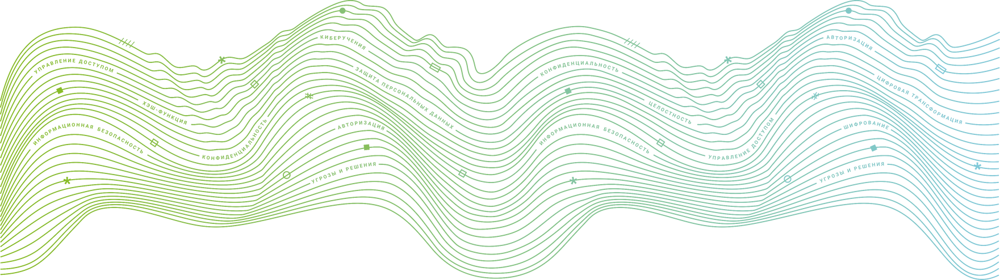 УПРАВЛЕНИЕ ДОСТУПОМ
ХЭШ-ФУНКЦИЯ
ИНФОРМАЦИОННАЯ БЕЗОПАСНОСТЬ
КОНФИДЕНЦИАЛЬНОСТЬ
КИБЕРУЧЕНИЯ
ЗАЩИТА ПЕРСОНАЛЬНЫХ ДАННЫХ
АВТОРИЗАЦИЯ
УГРОЗЫ И РЕШЕНИЯ
КОНФИДЕНЦИАЛЬНОСТЬ
ЦЕЛОСТНОСТЬ
ИНФОРМАЦИОННАЯ БЕЗОПАСНОСТЬ
УПРАВЛЕНИЕ ДОСТУПОМ
АВТОРИЗАЦИЯ
ЦИФРОВАЯ ТРАНСФОРМАЦИЯ
ШИФРОВАНИЕ
УГРОЗЫ И РЕШЕНИЯ